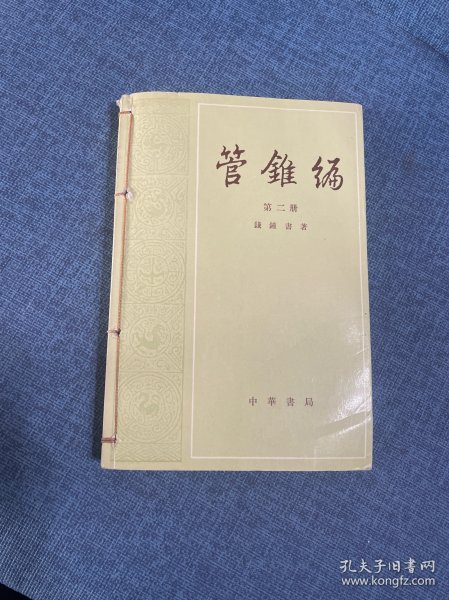 管錐編
第二册
錢鍾書著
中華書局
孔夫子旧书网
www.kongfz.com